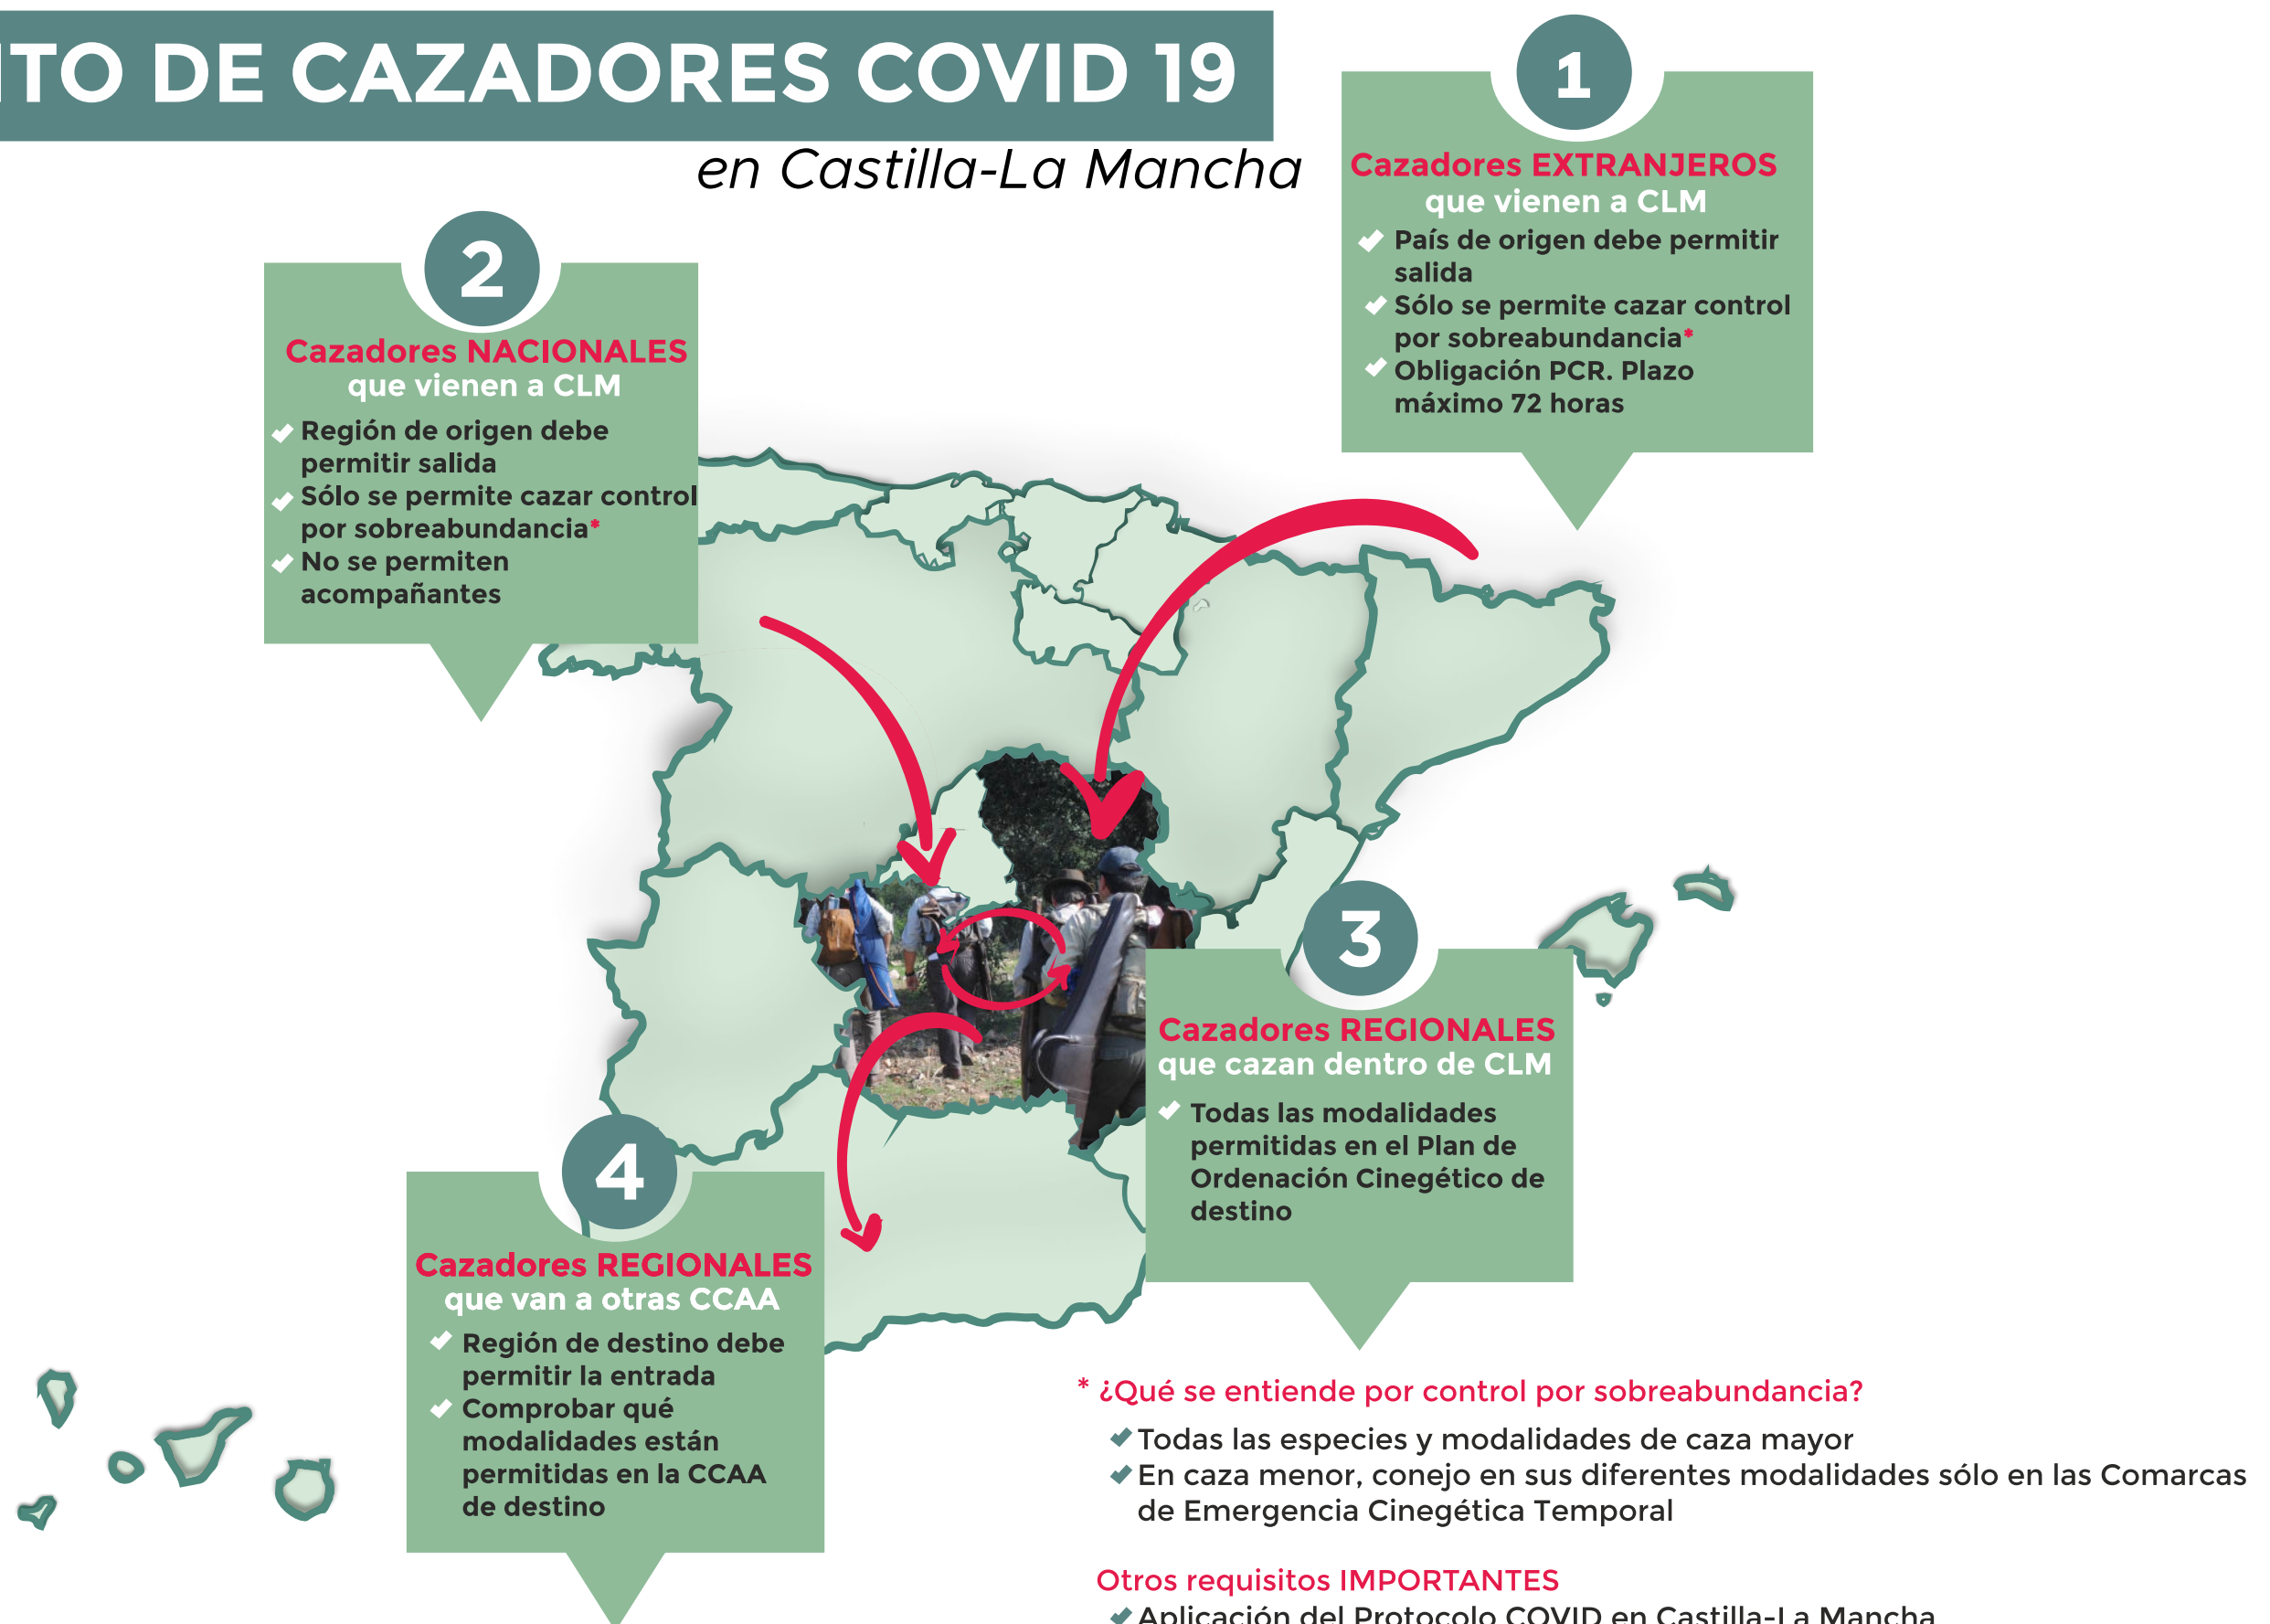 TO DE CAZADORES COVID 19
en Castilla-La Mancha
1
Cazadores EXTRANJEROS
que vienen a CLM
País de origen debe permitir
salida
Sólo se permite cazar control
por sobreabundancia*
Obligación PCR. Plazo
máximo 72 horas
2
Cazadores NACIONALES
que vienen a CLM
Región de origen debe
permitir salida
Sólo se permite cazar control
por sobreabundancia*
No se permiten
acompañantes
3
Cazadores REGIONALES
que cazan dentro de CLM
Todas las modalidades
permitidas en el Plan de
Ordenación Cinegético de
destino
4
Cazadores REGIONALES
que van a otras CCAA
Región de destino debe
permitir la entrada
Comprobar qué
modalidades están
permitidas en la CCAA
de destino
* ¿Qué se entiende por control por sobreabundancia?
Todas las especies y modalidades de caza mayor
En caza menor, conejo en sus diferentes modalidades sólo en las Comarcas
de Emergencia Cinegética Temporal
Otros requisitos IMPORTANTES
Aplicación del Protocolo COVID en Castilla-La Mancha